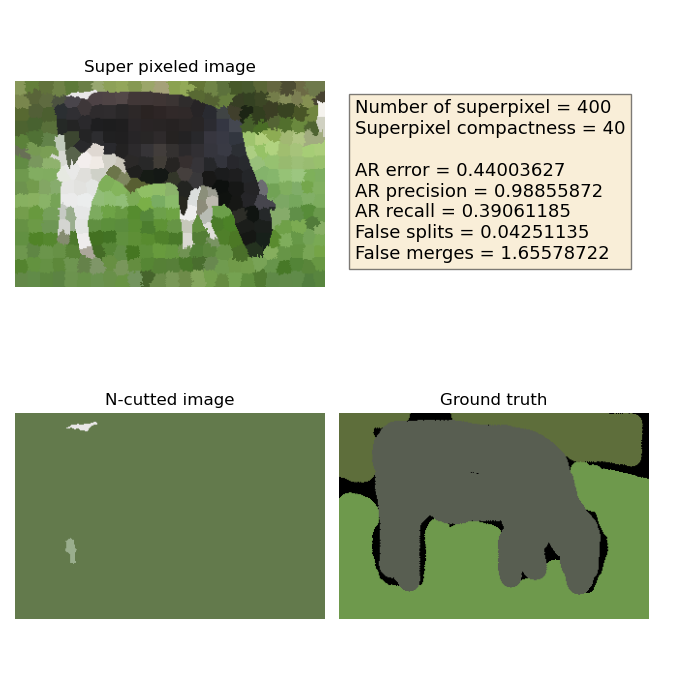 Super pixeled image
Number of superpixel = 400
Superpixel compactness = 40
AR error = 0.44003627
AR precision = 0.98855872
AR recall = 0.39061185
False splits = 0.04251135
False merges = 1.65578722
N-cutted image
Ground truth